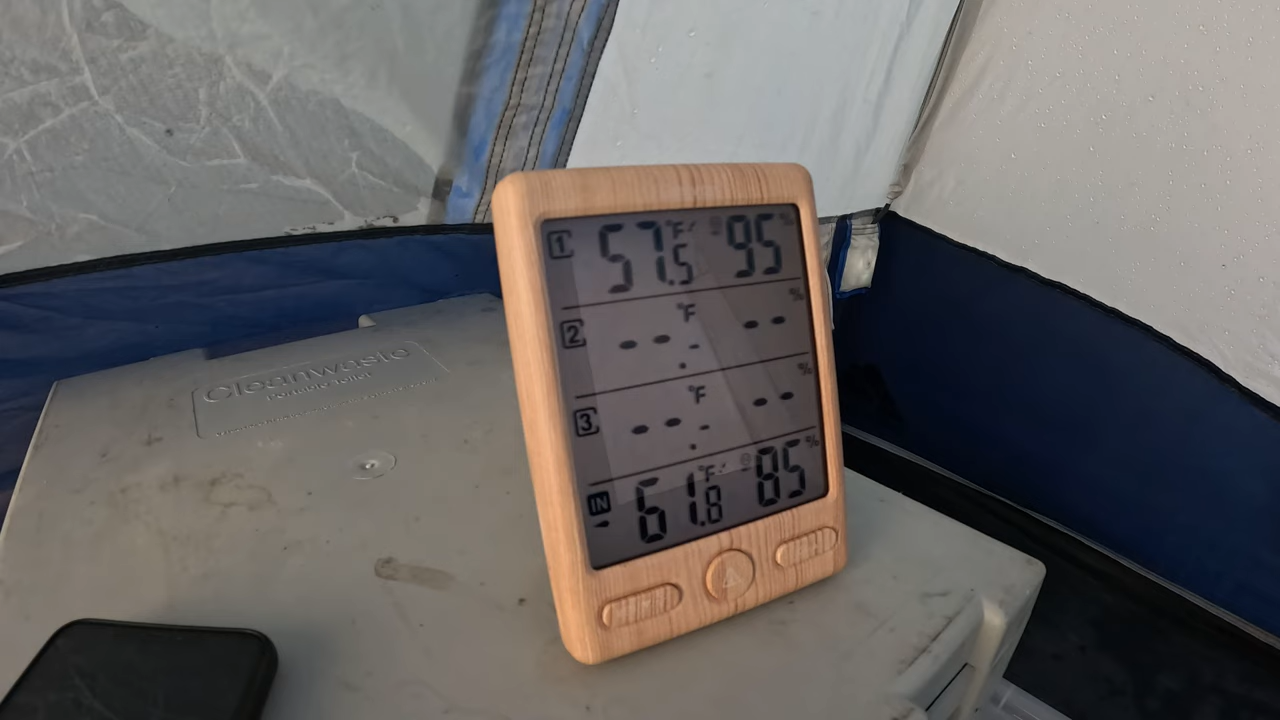 Cleanwaste
Portable Toilet
1 57.5 °F 95 %
2 --.- °F -- %
3 --.- °F -- %
IN 61.8 °F 85 %